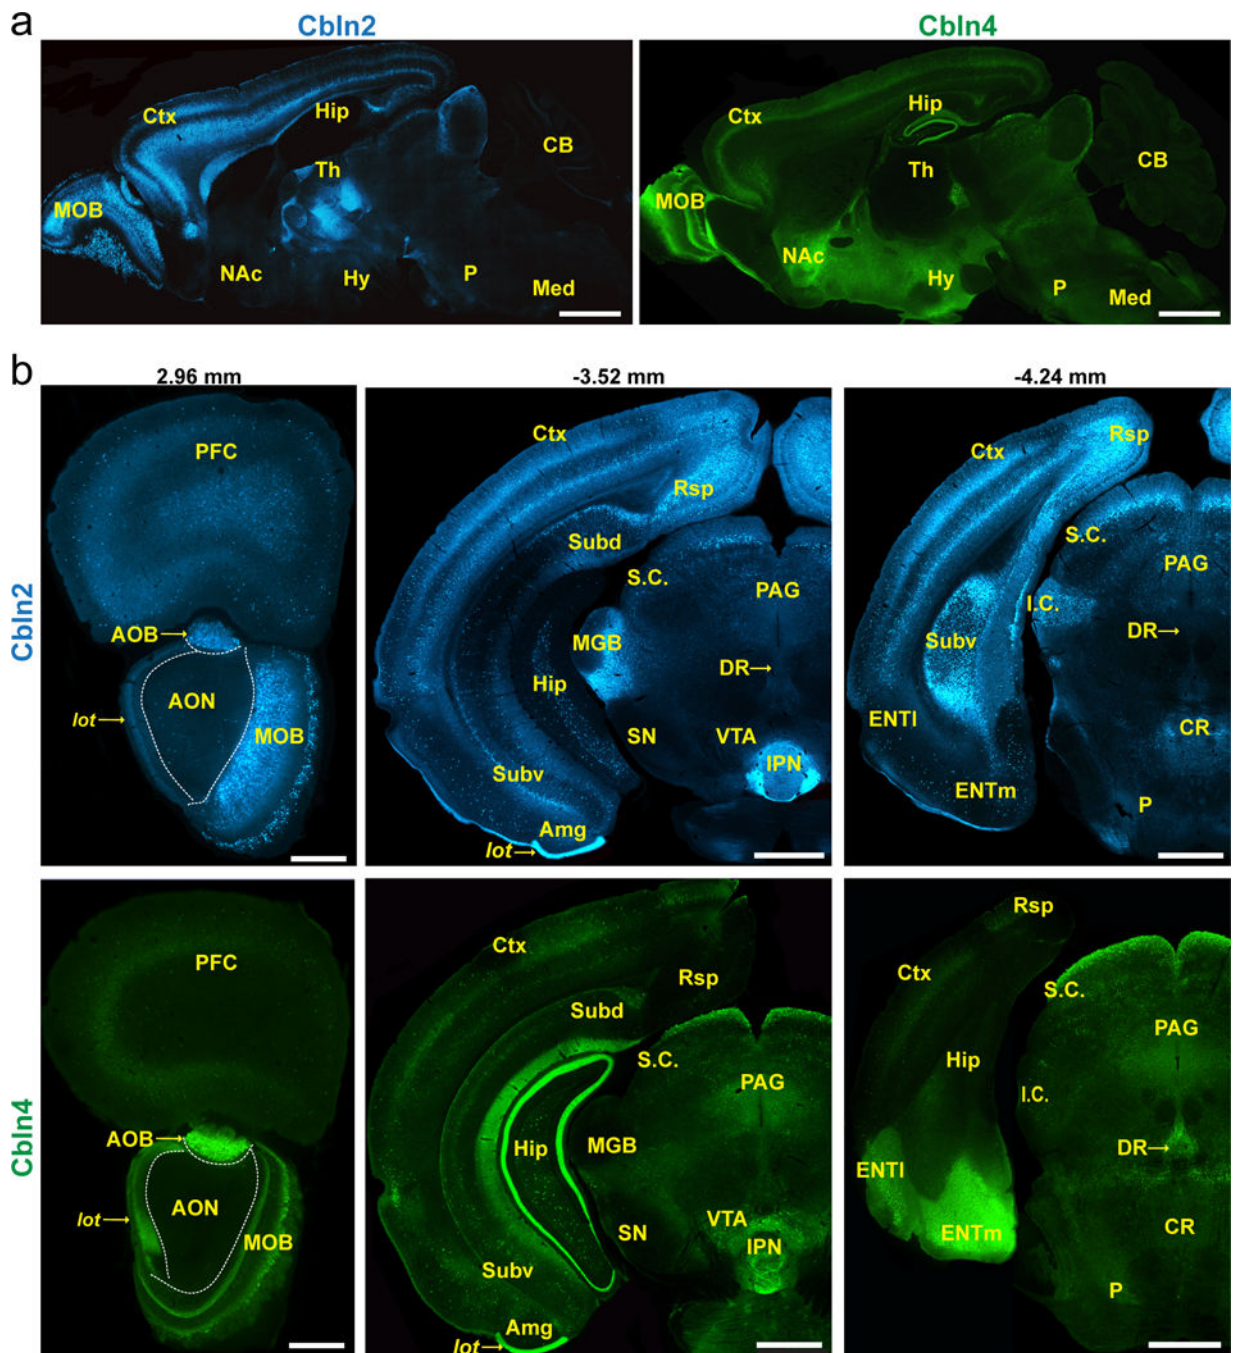 a
Cbln2
Cbln4
Ctx
Hip
Th
CB
MOB
NAc
Hy
P
Med
Ctx
Hip
Th
CB
MOB
NAc
Hy
P
Med
b
2.96 mm
-3.52 mm
-4.24 mm
Cbln2
PFC
AOB
AON
lot
MOB
Ctx
Rsp
Subd
S.C.
PAG
MGB
DR
Hip
SN
VTA
IPN
Subv
Amg
lot
Ctx
Rsp
S.C.
PAG
I.C.
Subv
DR
ENTl
CR
ENTm
P
Cbln4
PFC
AOB
AON
lot
MOB
Ctx
Rsp
Subd
S.C.
PAG
Hip
MGB
SN
VTA
IPN
Subv
Amg
lot
Rsp
Ctx
S.C.
PAG
Hip
I.C.
DR
ENTl
ENTm
CR
P